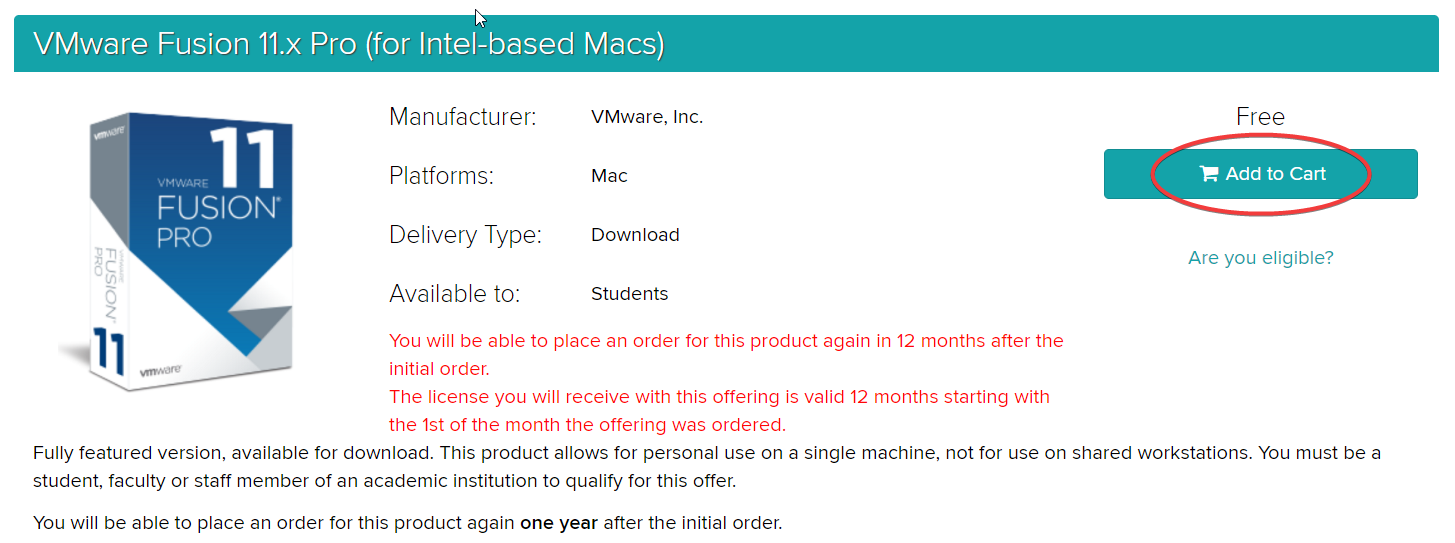 VMware Fusion 11.x Pro (for Intel-based Macs)
vmware
11
VMWARE
FUSION®
PRO
VMWARE
FUSION®
PRO
11
vmware
Manufacturer: VMware, Inc.
Platforms: Mac
Delivery Type: Download
Available to: Students
Free
Add to Cart
Are you eligible?
You will be able to place an order for this product again in 12 months after the
initial order.
The license you will receive with this offering is valid 12 months starting with
the 1st of the month the offering was ordered.
Fully featured version, available for download. This product allows for personal use on a single machine, not for use on shared workstations. You must be a
student, faculty or staff member of an academic institution to qualify for this offer.
You will be able to place an order for this product again one year after the initial order.